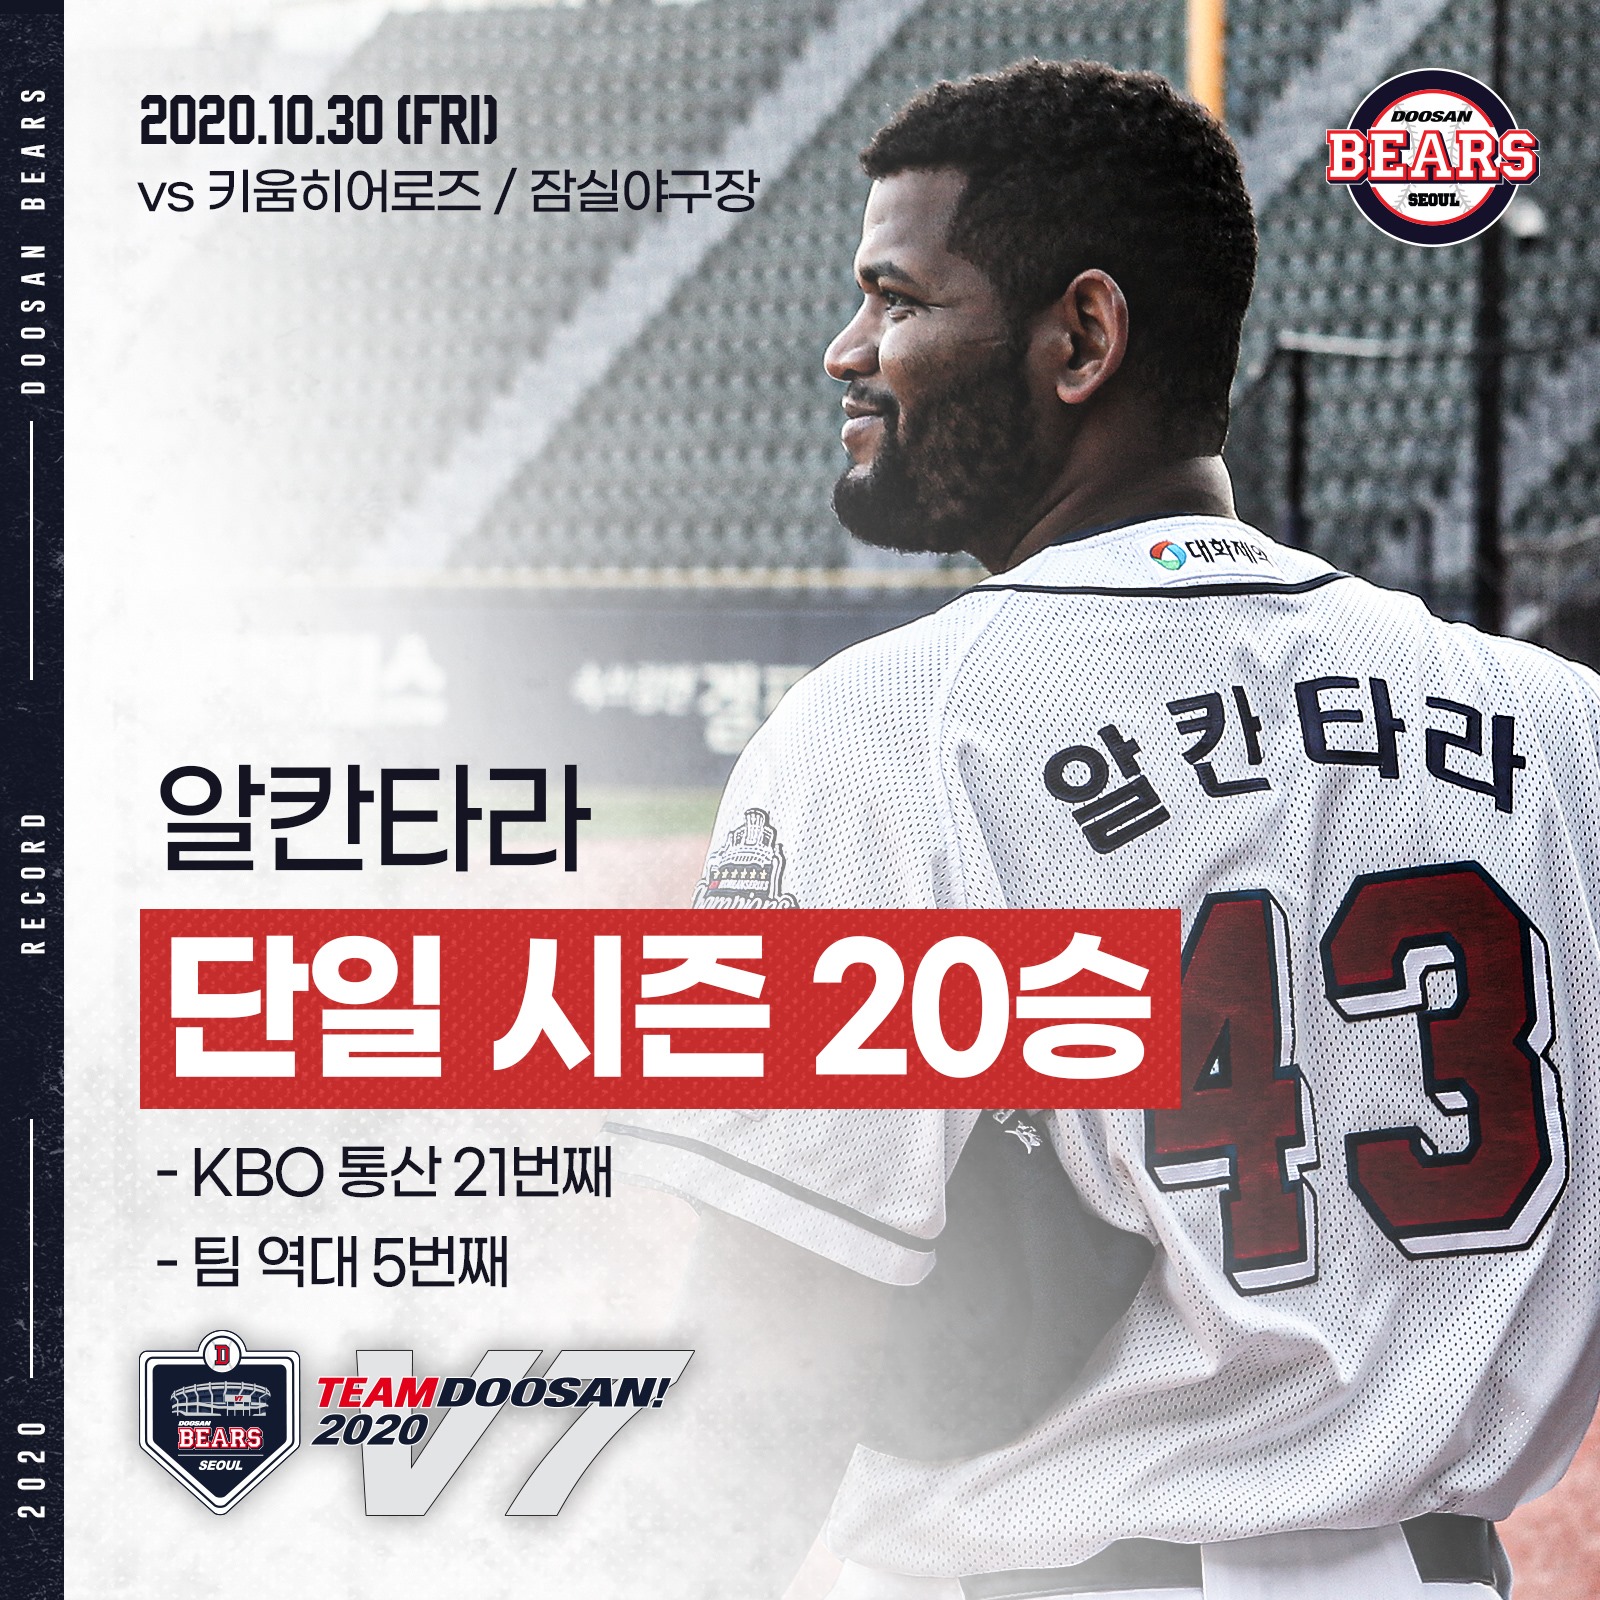 2020.10.30 (FRI)
vs 키움히어로즈 / 잠실야구장
DOOSAN
BEARS
SEOUL
DOOSAN BEARS
RECORD
2020
대화제약
알칸타라
43
알칸타라
단일 시즌 20승
- KBO 통산 21번째
- 팀 역대 5번째
D
V7
DOOSAN
BEARS
SEOUL
TEAMDOOSAN!
2020
V7